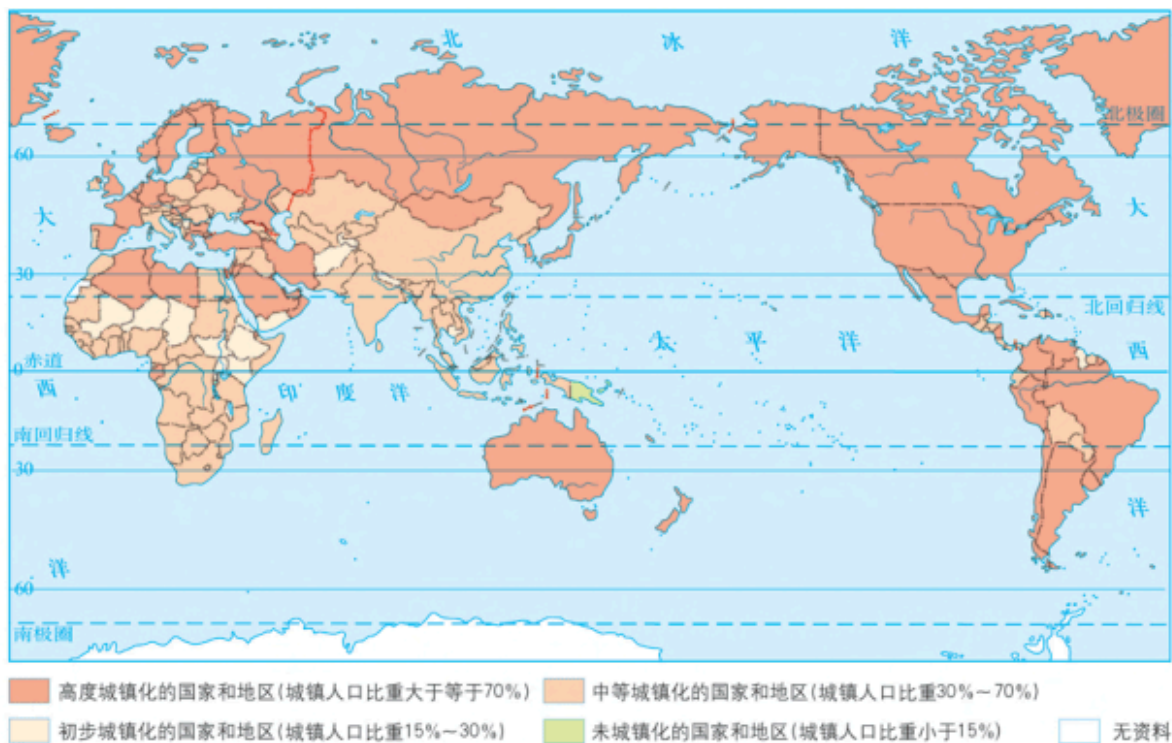 北 冰 洋
北极圈
60
大 大
30
北回归线
太 平 洋
赤道
0
西 印 度 洋 西
南回归线
30
洋
洋
60
南极圈
高度城镇化的国家和地区(城镇人口比重大于等于70%) 中等城镇化的国家和地区(城镇人口比重30%～70%)
初步城镇化的国家和地区(城镇人口比重15%～30%) 未城镇化的国家和地区(城镇人口比重小于15%) 无资料